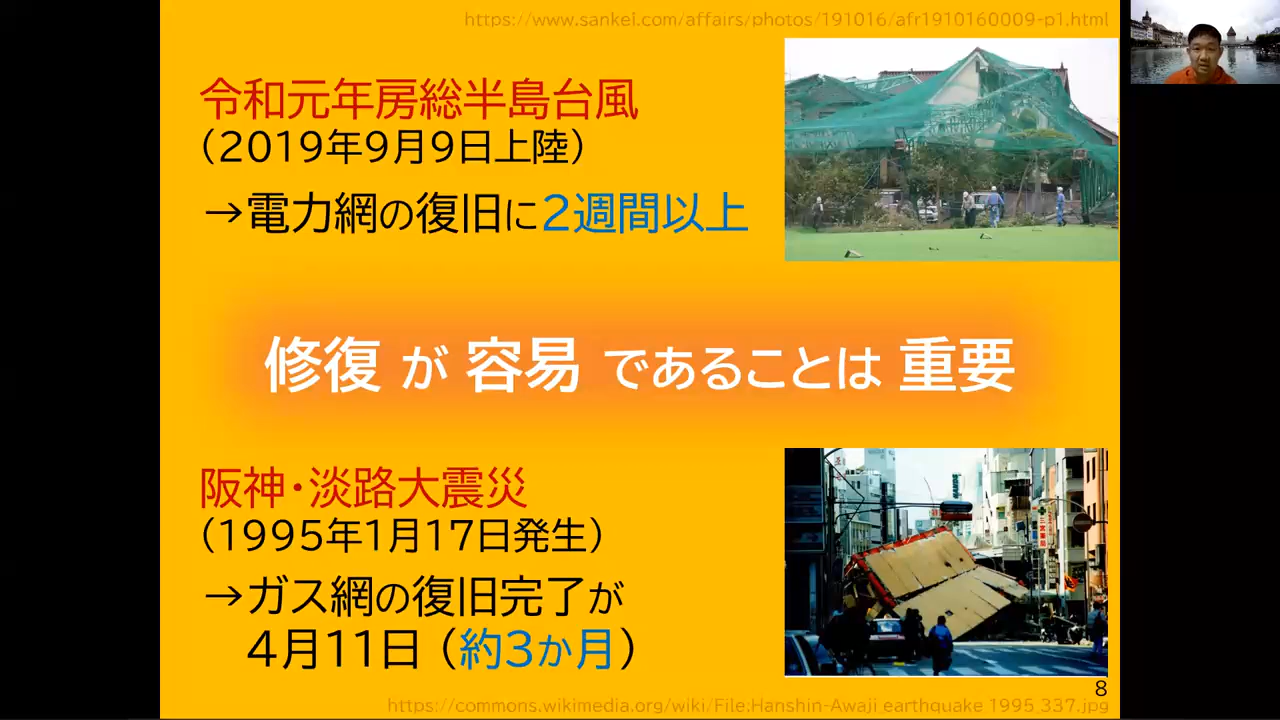 https://www.sankei.com/affairs/photos/191016/afr1910160009-p1.html
令和元年房総半島台風
（2019年9月9日上陸）
→電力網の復旧に2週間以上
修復 が 容易 であることは 重要
阪神・淡路大震災
（1995年1月17日発生）
→ガス網の復旧完了が
4月11日（約3か月）
8
https://commons.wikimedia.org/wiki/File:Hanshin-Awaji_earthquake_1995_337.jpg